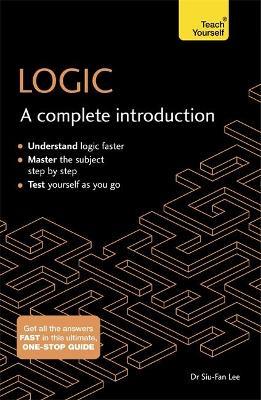 Teach
Yourself®
LOGIC
A complete introduction
• Understand logic faster
• Master the subject
step by step
• Test yourself as you go
Get all the answers
FAST in this ultimate,
ONE-STOP GUIDE
Dr Siu-Fan Lee